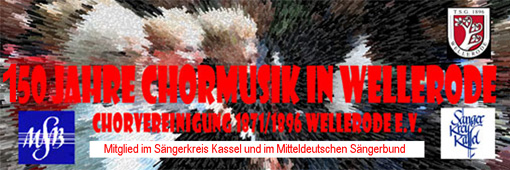 T.S.G. 1896
WELLERODE
150 JAHRE CHORMUSIK IN WELLERODE
CHORVEREINIGUNG 1871/1896 WELLERODE E.V.
MSB
Sänger
Kreis
Kassel
Mitglied im Sängerkreis Kassel und im Mitteldeutschen Sängerbund